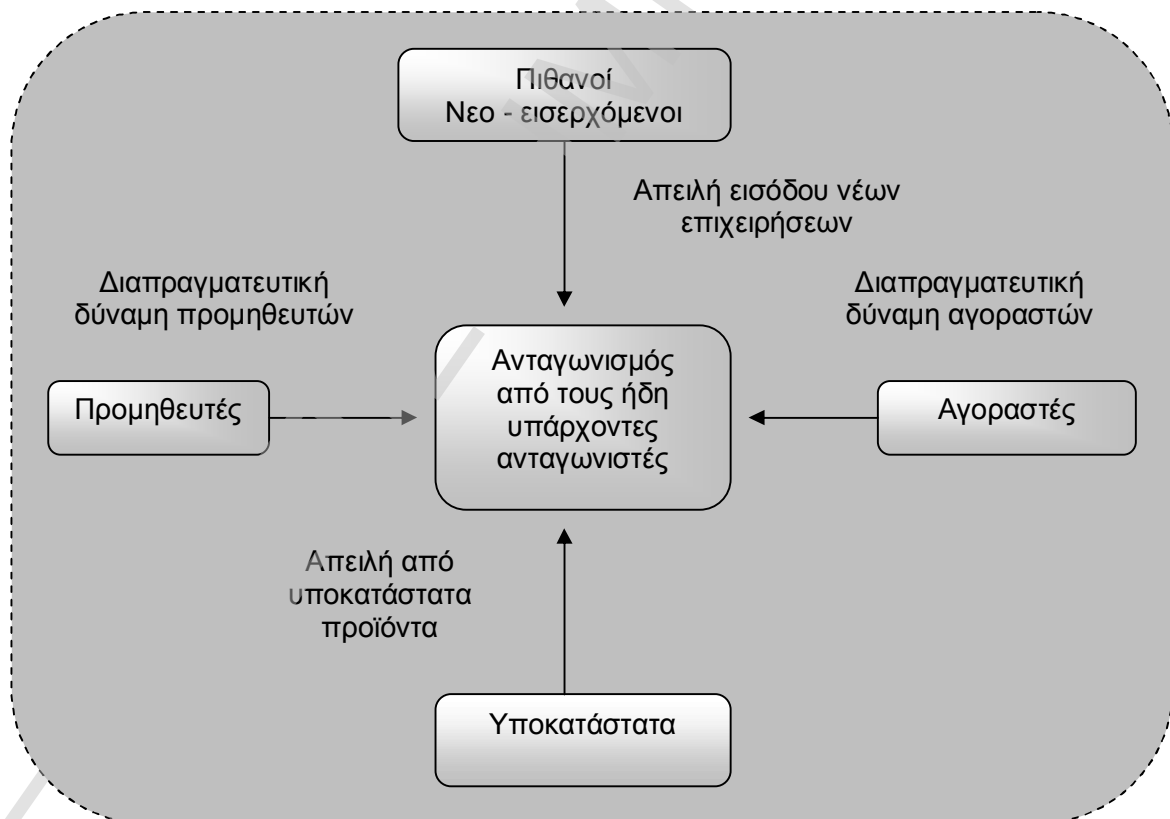 Πιθανοί
Νεο - εισερχόμενοι
Απειλή εισόδου νέων
επιχειρήσεων
Διαπραγματευτική
δύναμη προμηθευτών
Διαπραγματευτική
δύναμη αγοραστών
Προμηθευτές
Ανταγωνισμός
από τους ήδη
υπάρχοντες
ανταγωνιστές
Αγοραστές
Απειλή από
υποκατάστατα
προϊόντα
Υποκατάστατα